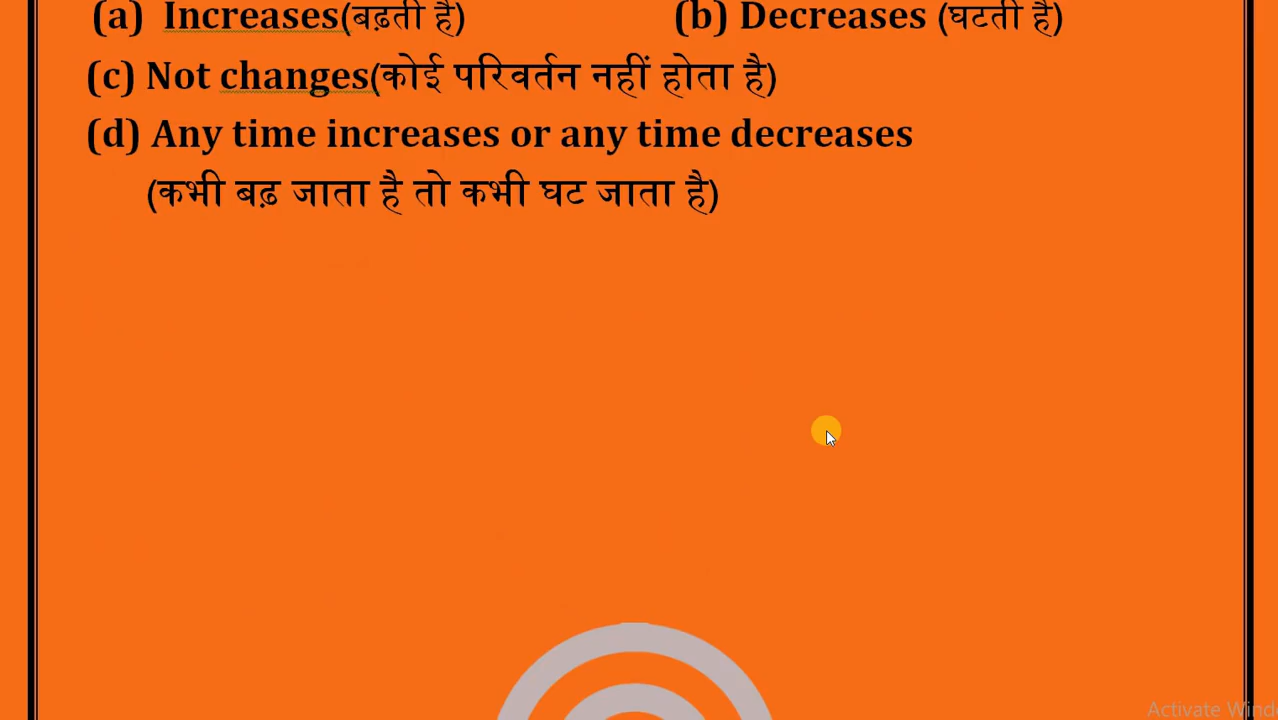 (a) Increases(बढ़ती है) (b) Decreases (घटती है)
(c) Not changes(कोई परिवर्तन नहीं होता है)
(d) Any time increases or any time decreases
(कभी बढ़ जाता है तो कभी घट जाता है)
Activate Windo